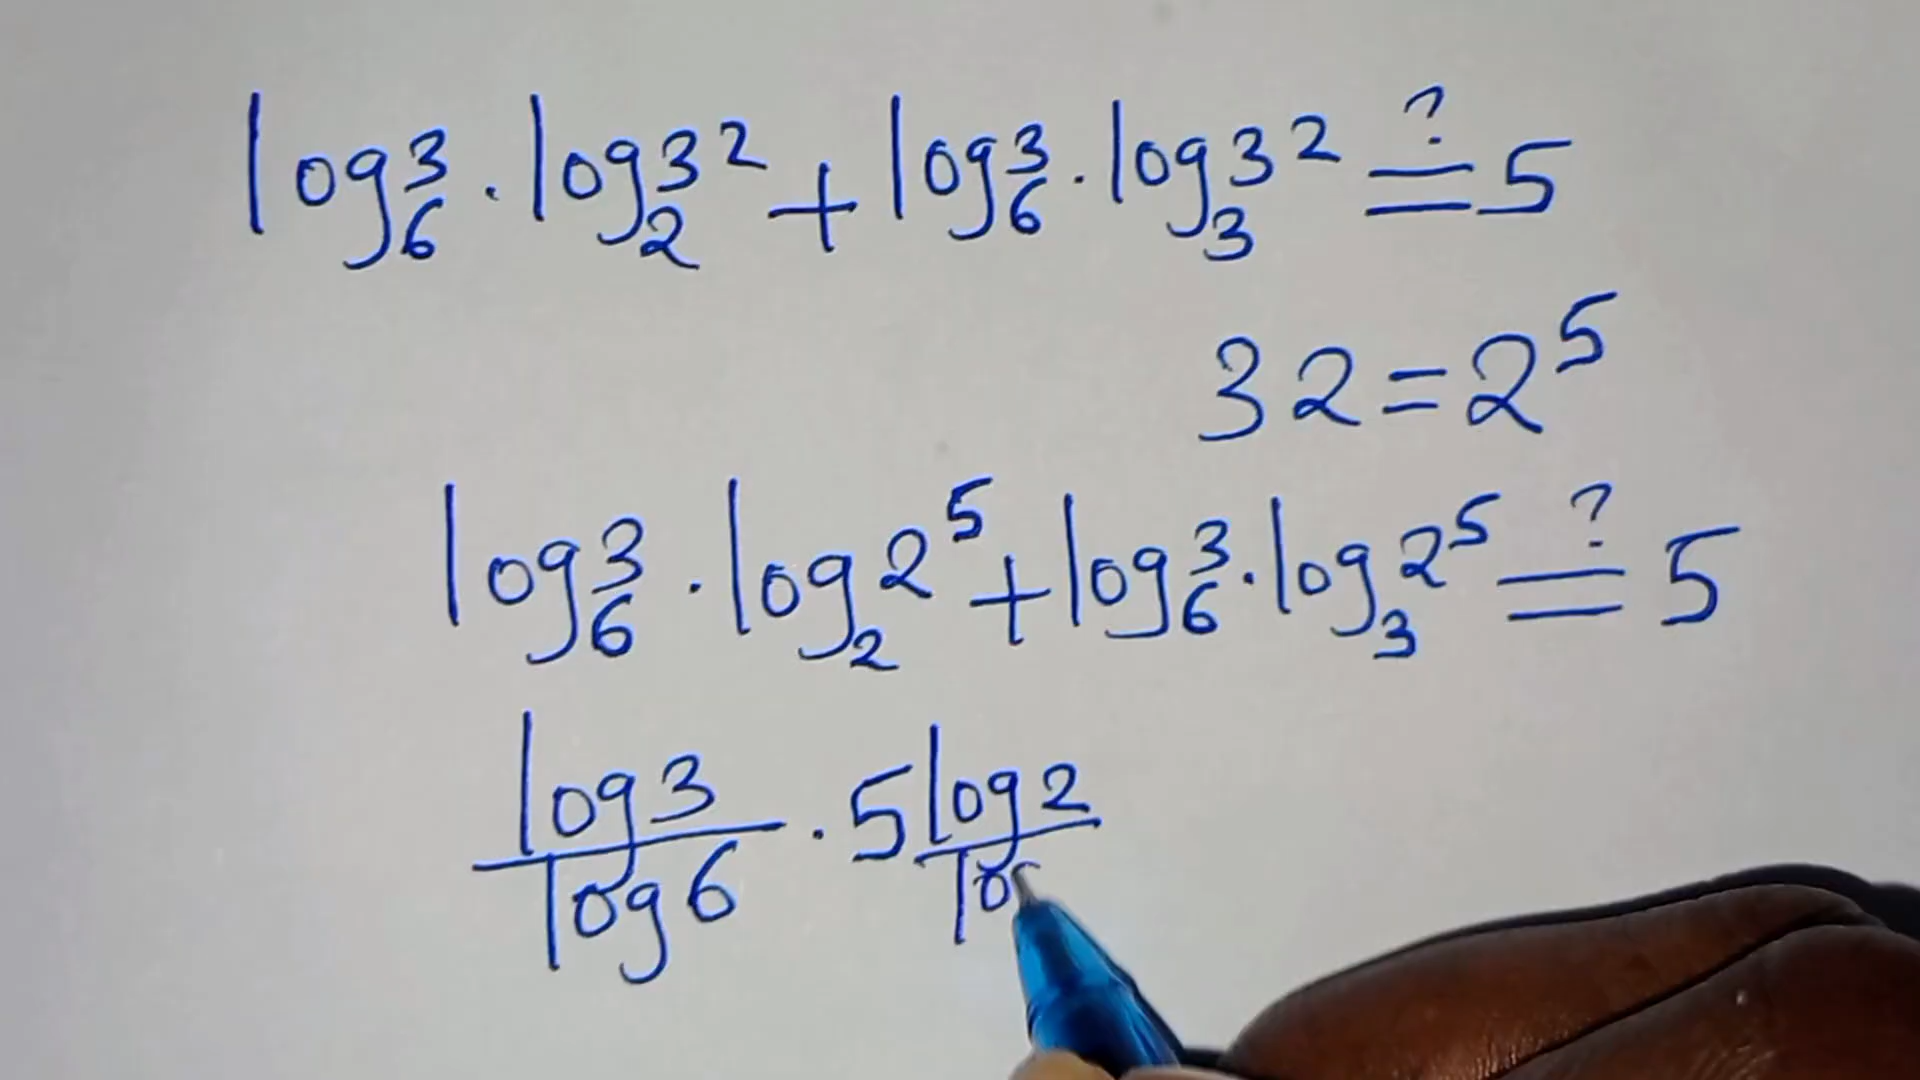 log₆3 · log₂32 + log₆3 · log₃32 ≟ 5
32 = 2⁵
log₆3 · log₂2⁵ + log₆3 · log₃2⁵ ≟ 5
log3/log6 · 5 log2/lo